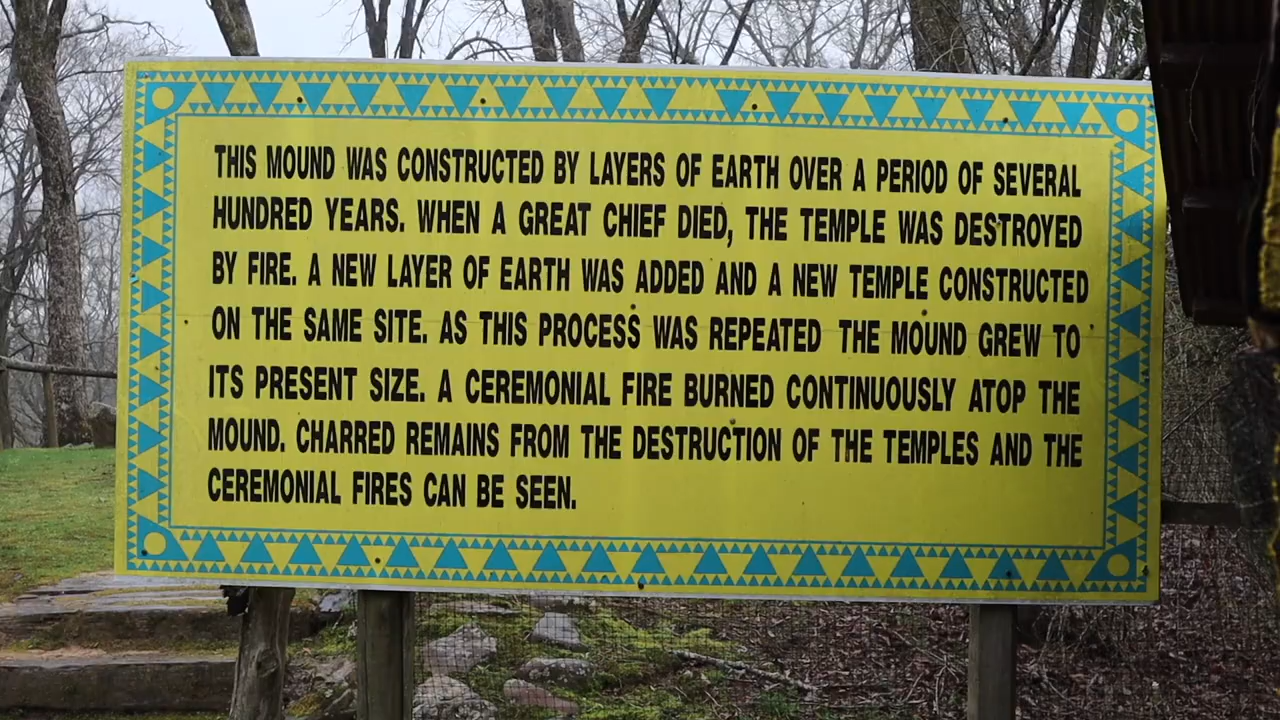 THIS MOUND WAS CONSTRUCTED BY LAYERS OF EARTH OVER A PERIOD OF SEVERAL
HUNDRED YEARS. WHEN A GREAT CHIEF DIED, THE TEMPLE WAS DESTROYED
BY FIRE. A NEW LAYER OF EARTH WAS ADDED AND A NEW TEMPLE CONSTRUCTED
ON THE SAME SITE. AS THIS PROCESS WAS REPEATED THE MOUND GREW TO
ITS PRESENT SIZE. A CEREMONIAL FIRE BURNED CONTINUOUSLY ATOP THE
MOUND. CHARRED REMAINS FROM THE DESTRUCTION OF THE TEMPLES AND THE
CEREMONIAL FIRES CAN BE SEEN.